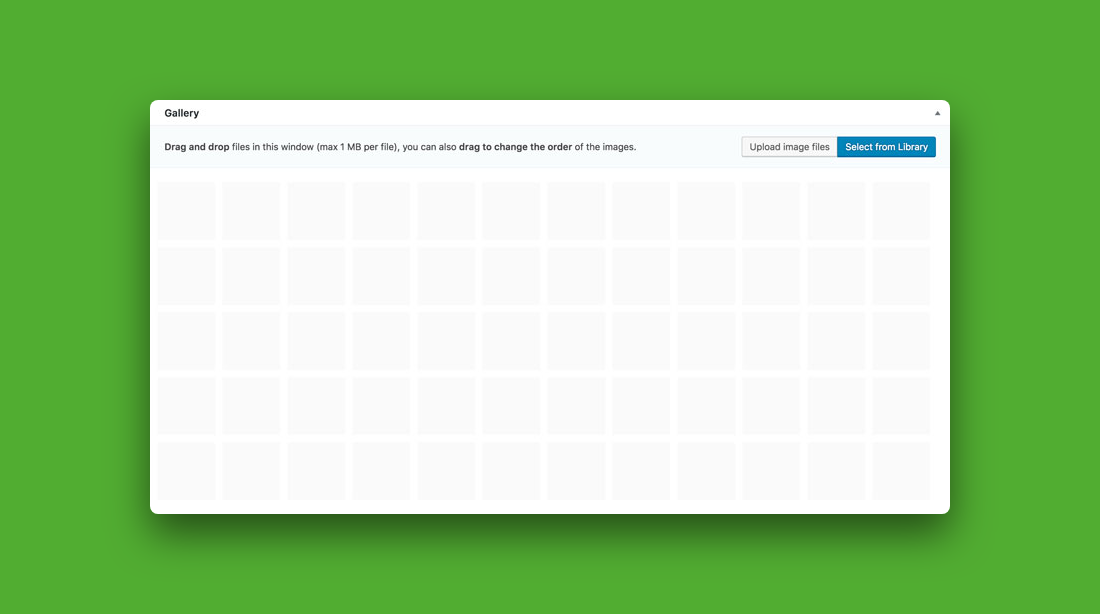 Gallery
Drag and drop files in this window (max 1 MB per file), you can also drag to change the order of the images.
Upload image files
Select from Library